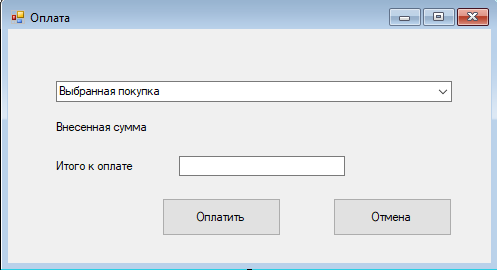 Оплата
Выбранная покупка
Внесенная сумма
Итого к оплате
Оплатить Отмена